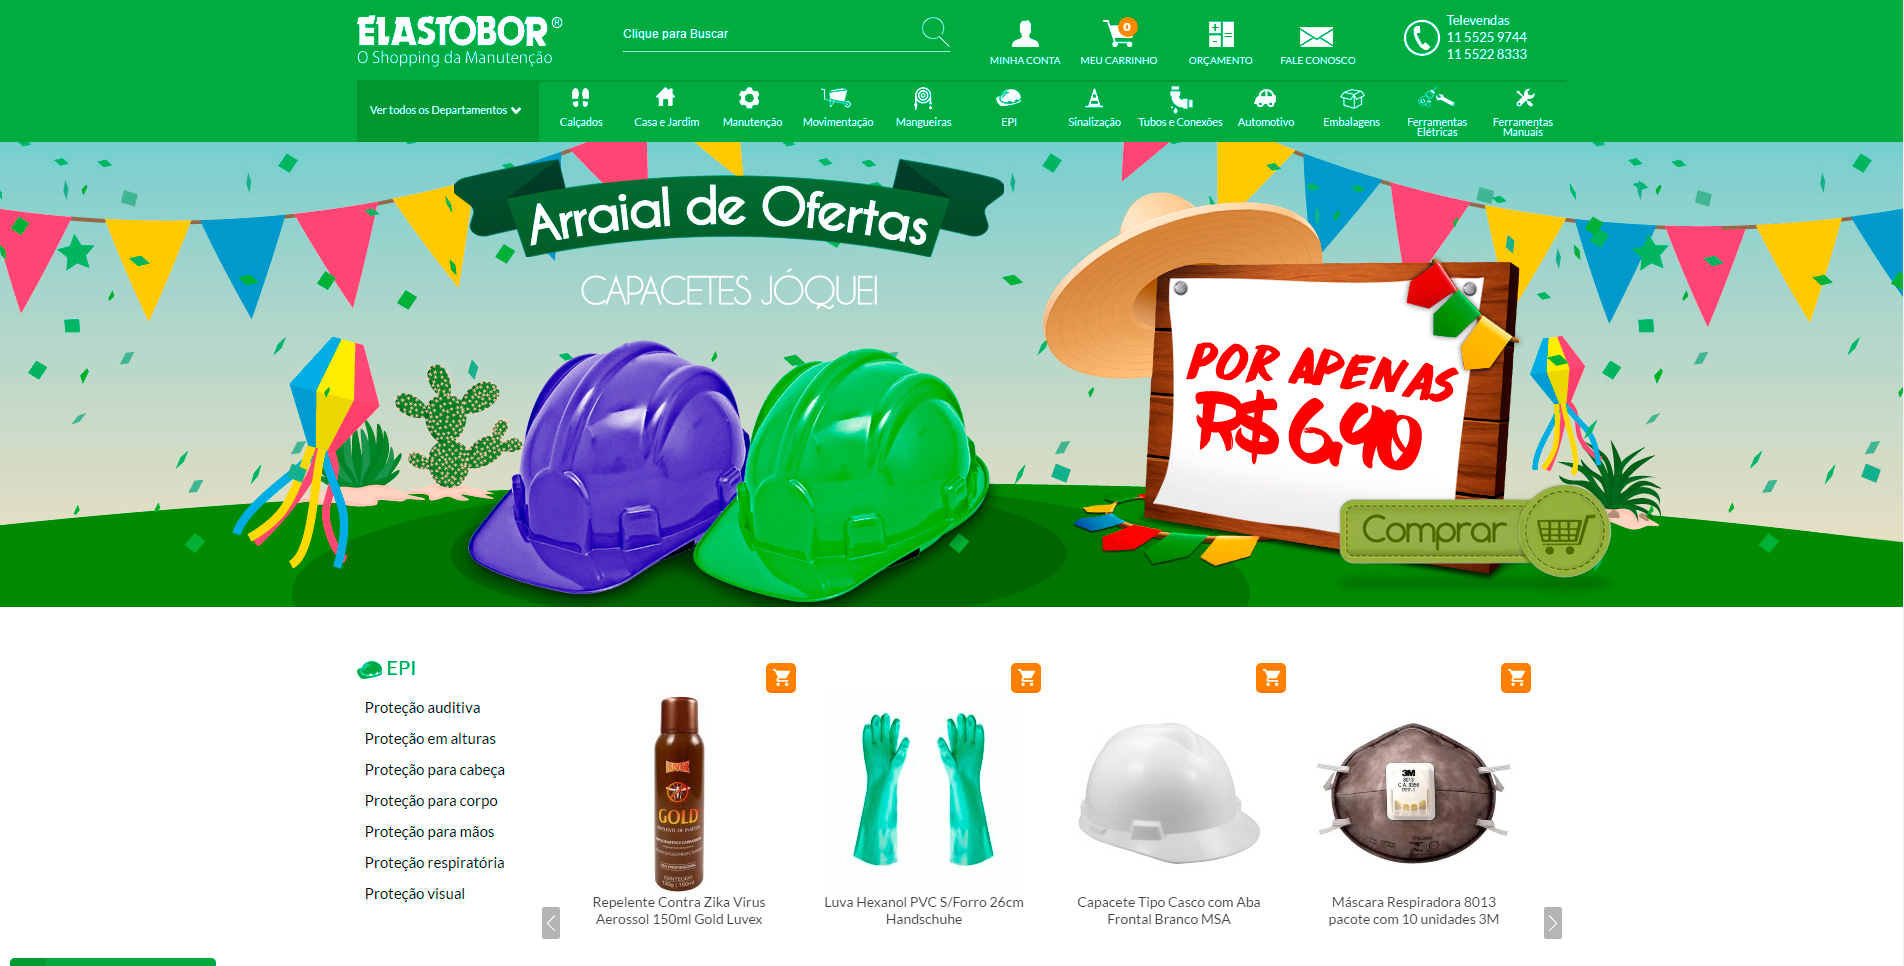 ELASTOBOR®
O Shopping da Manutenção
Clique para Buscar
MINHA CONTA
0
MEU CARRINHO
ORÇAMENTO
FALE CONOSCO
Televendas
11 5525 9744
11 5522 8333
Ver todos os Departamentos
Calçados
Casa e Jardim
Manutenção
Movimentação
Mangueiras
EPI
Sinalização
Tubos e Conexões
Automotivo
Embalagens
Ferramentas
Elétricas
Ferramentas
Manuais
Arraial de Ofertas
CAPACETES JÓQUEI
POR APENAS
R$ 6,90
Comprar
EPI
Proteção auditiva
Proteção em alturas
Proteção para cabeça
Proteção para corpo
Proteção para mãos
Proteção respiratória
Proteção visual
GOLD
Repelente Contra Zika Virus
Aerossol 150ml Gold Luvex
Luva Hexanol PVC S/Forro 26cm
Handschuhe
Capacete Tipo Casco com Aba
Frontal Branco MSA
3M
8013
Máscara Respiradora 8013
pacote com 10 unidades 3M